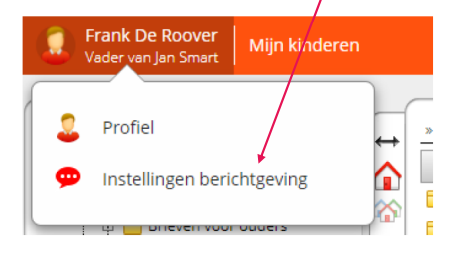 Frank De Roover
Vader van Jan Smart
Mijn kinderen
Profiel
Instellingen berichtgeving
Brieven voor ouders